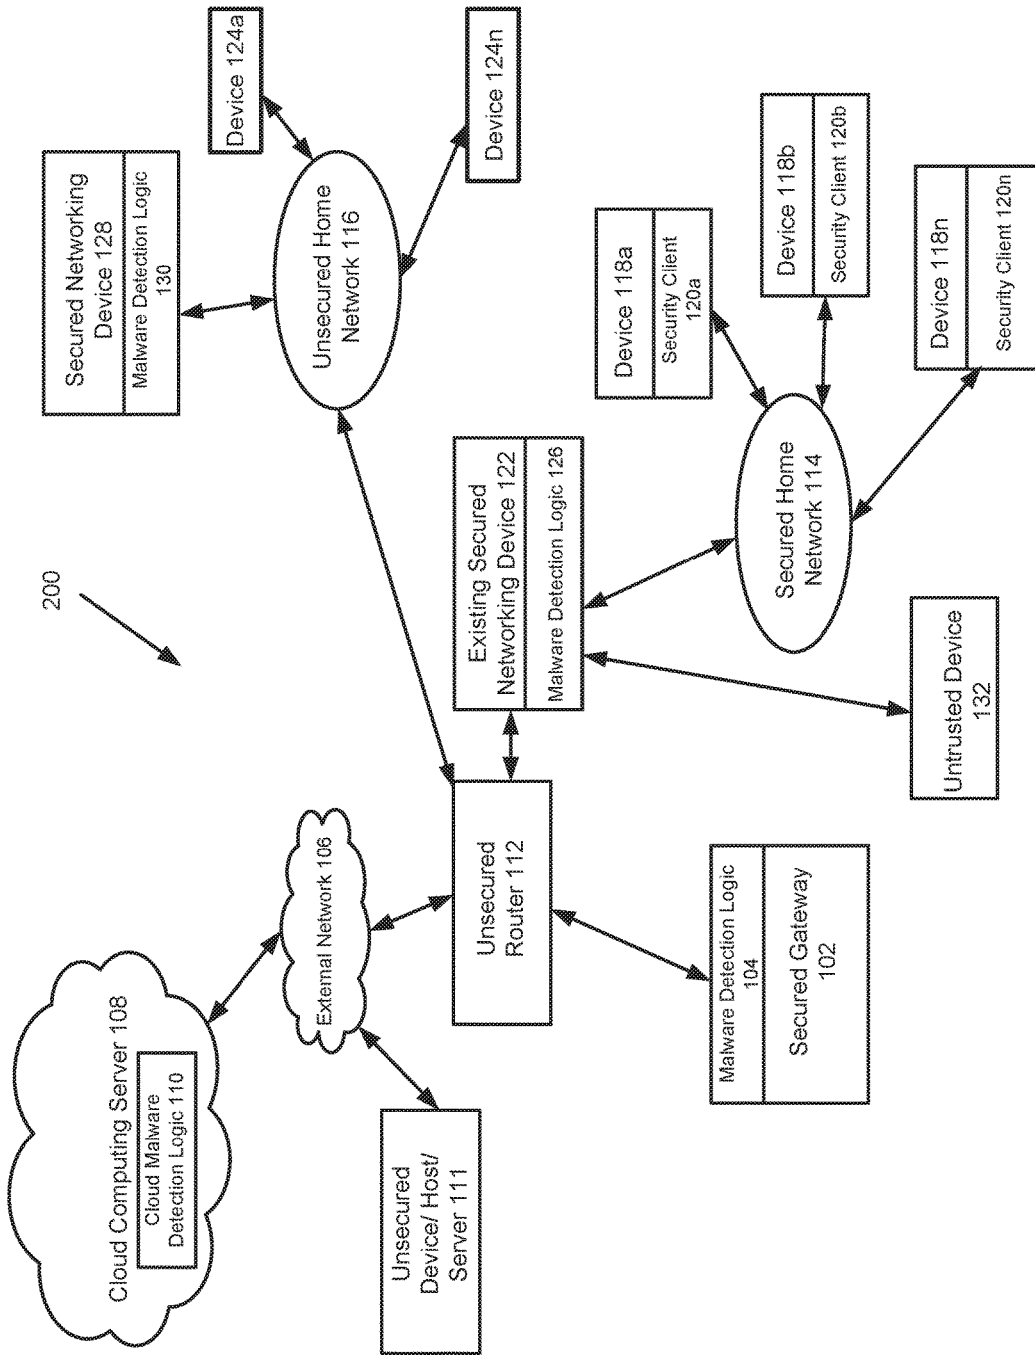 200
Cloud Computing Server 108
Cloud Malware
Detection Logic 110
External Network 106
Unsecured
Device/ Host/
Server 111
Unsecured
Router 112
Malware Detection Logic
104
Secured Gateway
102
Existing Secured
Networking Device 122
Malware Detection Logic 126
Untrusted Device
132
Secured Home
Network 114
Device 118a
Security Client
120a
Device 118b
Security Client 120b
Device 118n
Security Client 120n
Secured Networking
Device 128
Malware Detection Logic
130
Unsecured Home
Network 116
Device 124a
Device 124n